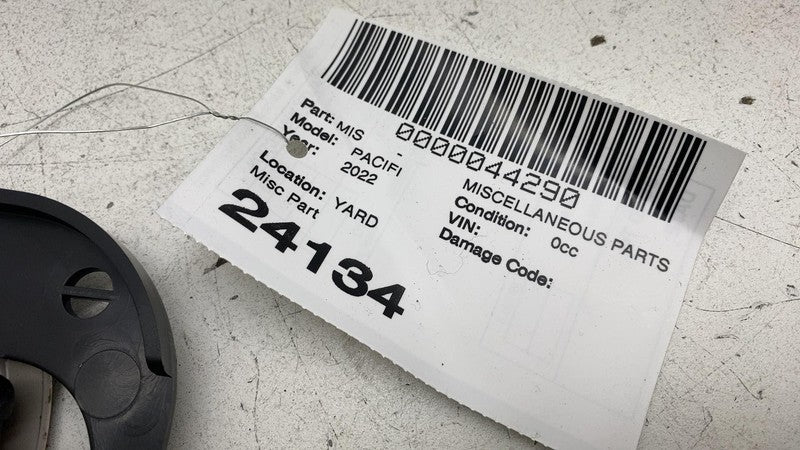 0000044290
Part: MIS - MISCELLANEOUS PARTS
Model: PACIFI
Condition: 0cc
Year: 2022
VIN:
Damage Code:
Location: YARD
Misc Part
24134